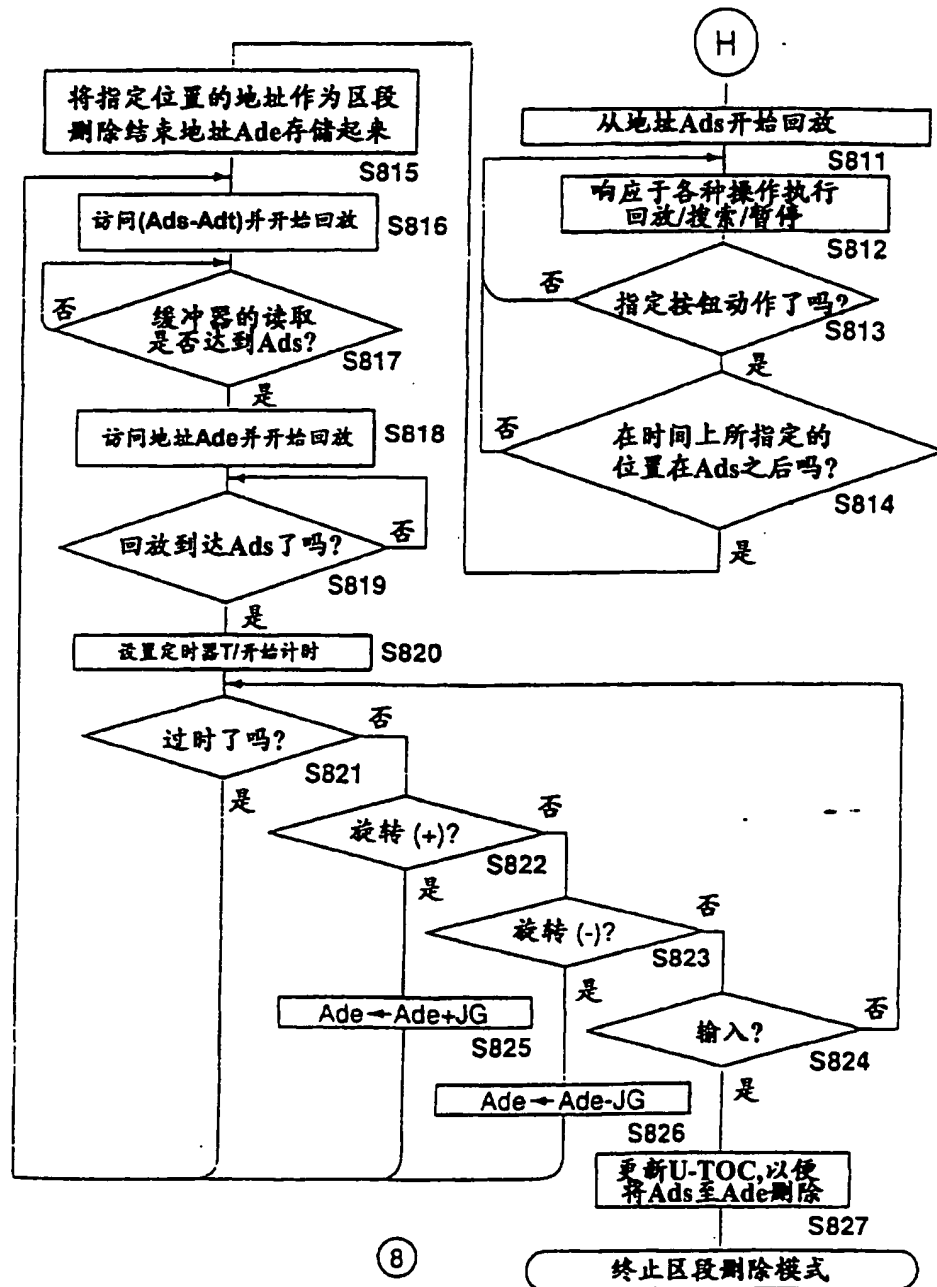 H
从地址Ads开始回放
S811
响应于各种操作执行
回放/搜索/暂停
S812
指定按钮动作了吗?
否
S813
是
在时间上所指定的
位置在Ads之后吗?
否
S814
是
将指定位置的地址作为区段
删除结束地址Ade存储起来
S815
访问(Ads-Adt)并开始回放
S816
否
缓冲器的读取
是否达到Ads?
S817
是
访问地址Ade并开始回放
S818
回放到达Ads了吗?
否
S819
是
设置定时器T/开始计时
S820
过时了吗?
否
S821
是
旋转 (+)?
否
S822
是
旋转 (-)?
否
S823
是
输入?
否
S824
是
Ade←Ade+JG
S825
Ade←Ade-JG
S826
更新U-TOC,以便
将Ads至Ade删除
S827
终止区段删除模式
8